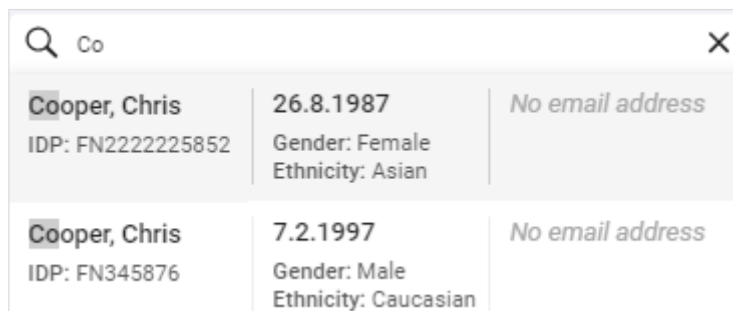 Co
Cooper, Chris
IDP: FN2222225852
26.8.1987
Gender: Female
Ethnicity: Asian
No email address
Cooper, Chris
IDP: FN345876
7.2.1997
Gender: Male
Ethnicity: Caucasian
No email address